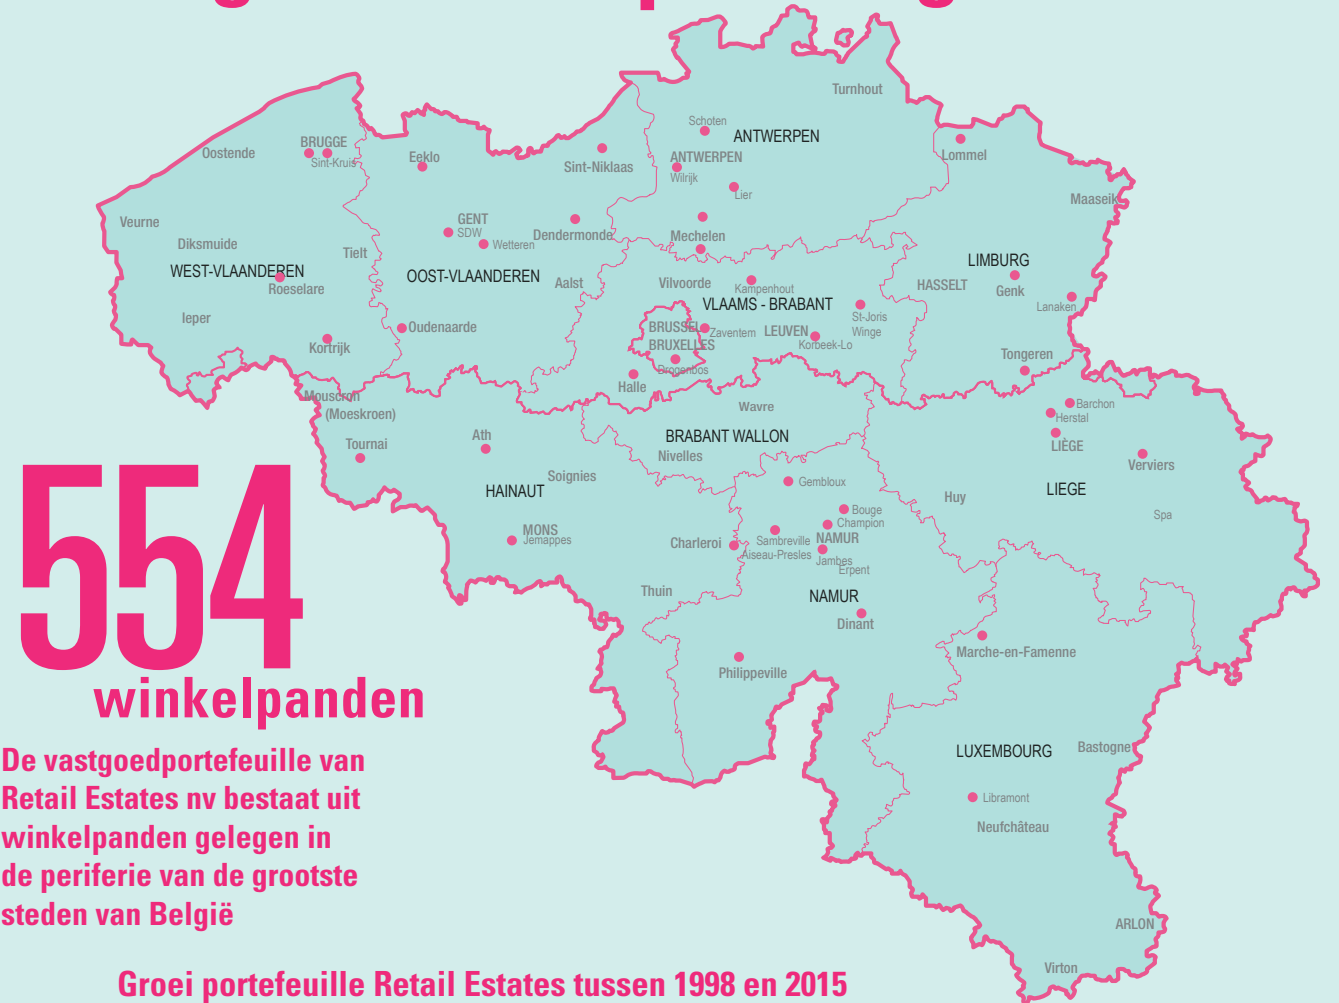 Turnhout
Schoten
ANTWERPEN
BRUGGE
Oostende
Sint-Kruis
Eeklo
Sint-Niklaas
ANTWERPEN
Wilrijk
Lommel
Lier
Maaseik
Veurne
GENT
SDW
Wetteren
Dendermonde
Mechelen
Diksmuide
Tielt
WEST-VLAANDEREN
Roeselare
OOST-VLAANDEREN
Aalst
Vilvoorde
Kampenhout
LIMBURG
HASSELT
Genk
Lanaken
VLAAMS - BRABANT
Ieper
Oudenaarde
BRUSSEL
Zaventem
LEUVEN
St-Joris
Winge
Kortrijk
BRUXELLES
Korbeek-Lo
Tongeren
Drogenbos
Halle
Mouscron
(Moeskroen)
Wavre
Barchon
Herstal
Tournai
Ath
BRABANT WALLON
Nivelles
LIÈGE
Verviers
Soignies
HAINAUT
Gembloux
Huy
LIEGE
Spa
Bouge
Champion
MONS
Jemappes
Charleroi
Sambreville
NAMUR
Aiseau-Presles
Jambes
Erpent
Thuin
NAMUR
Dinant
Marche-en-Famenne
Philippeville
LUXEMBOURG
Bastogne
Libramont
Neufchâteau
ARLON
Virton
554
winkelpanden
De vastgoedportefeuille van
Retail Estates nv bestaat uit
winkelpanden gelegen in
de periferie van de grootste
steden van België
Groei portefeuille Retail Estates tussen 1998 en 2015